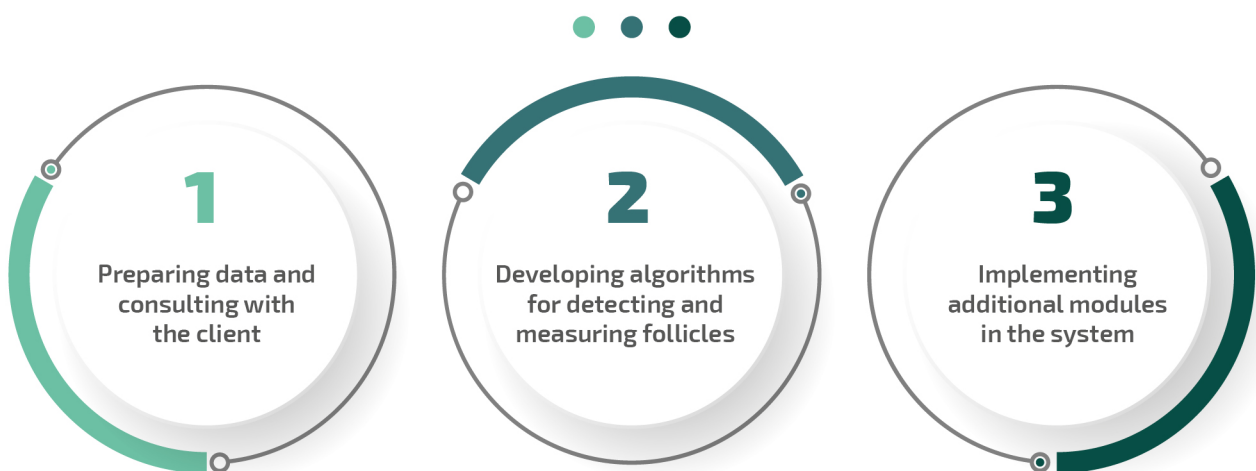 1
Preparing data and
consulting with
the client
2
Developing algorithms
for detecting and
measuring follicles
3
Implementing
additional modules
in the system